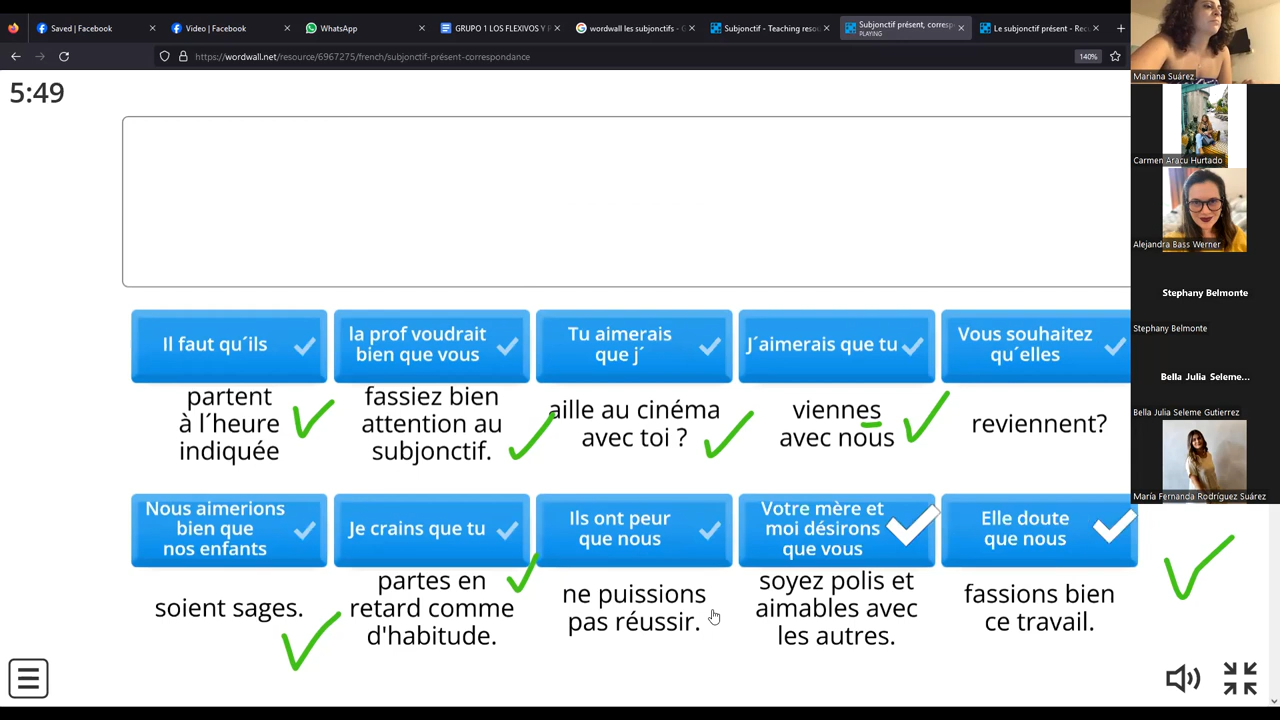 Saved | Facebook
Video | Facebook
WhatsApp
GRUPO 1 LOS FLEXIVOS Y
wordwall les subjonctifs -
Subjonctif - Teaching resou
Subjonctif présent, corresp
PLAYING
Le subjonctif présent -
https://wordwall.net/resource/6967275/french/subjonctif-présent-correspondance
140%
5:49
Il faut qu´ils
la prof voudrait
bien que vous
Tu aimerais
que j´
J´aimerais que tu
Vous souhaitez
qu´elles
partent
à l´heure
indiquée
fassiez bien
attention au
subjonctif.
aille au cinéma
avec toi ?
viennes
avec nous
reviennent?
Nous aimerions
bien que
nos enfants
Je crains que tu
Ils ont peur
que nous
Votre mère et
moi désirons
que vous
Elle doute
que nous
soient sages.
partes en
retard comme
d'habitude.
ne puissions
pas réussir.
soyez polis et
aimables avec
les autres.
fassions bien
ce travail.
Mariana Suárez
Carmen Aracu Hurtado
Alejandra Bass Werner
Stephany Belmonte
Stephany Belmonte
Bella Julia Seleme...
Bella Julia Seleme Gutierrez
María Fernanda Rodríguez Suárez